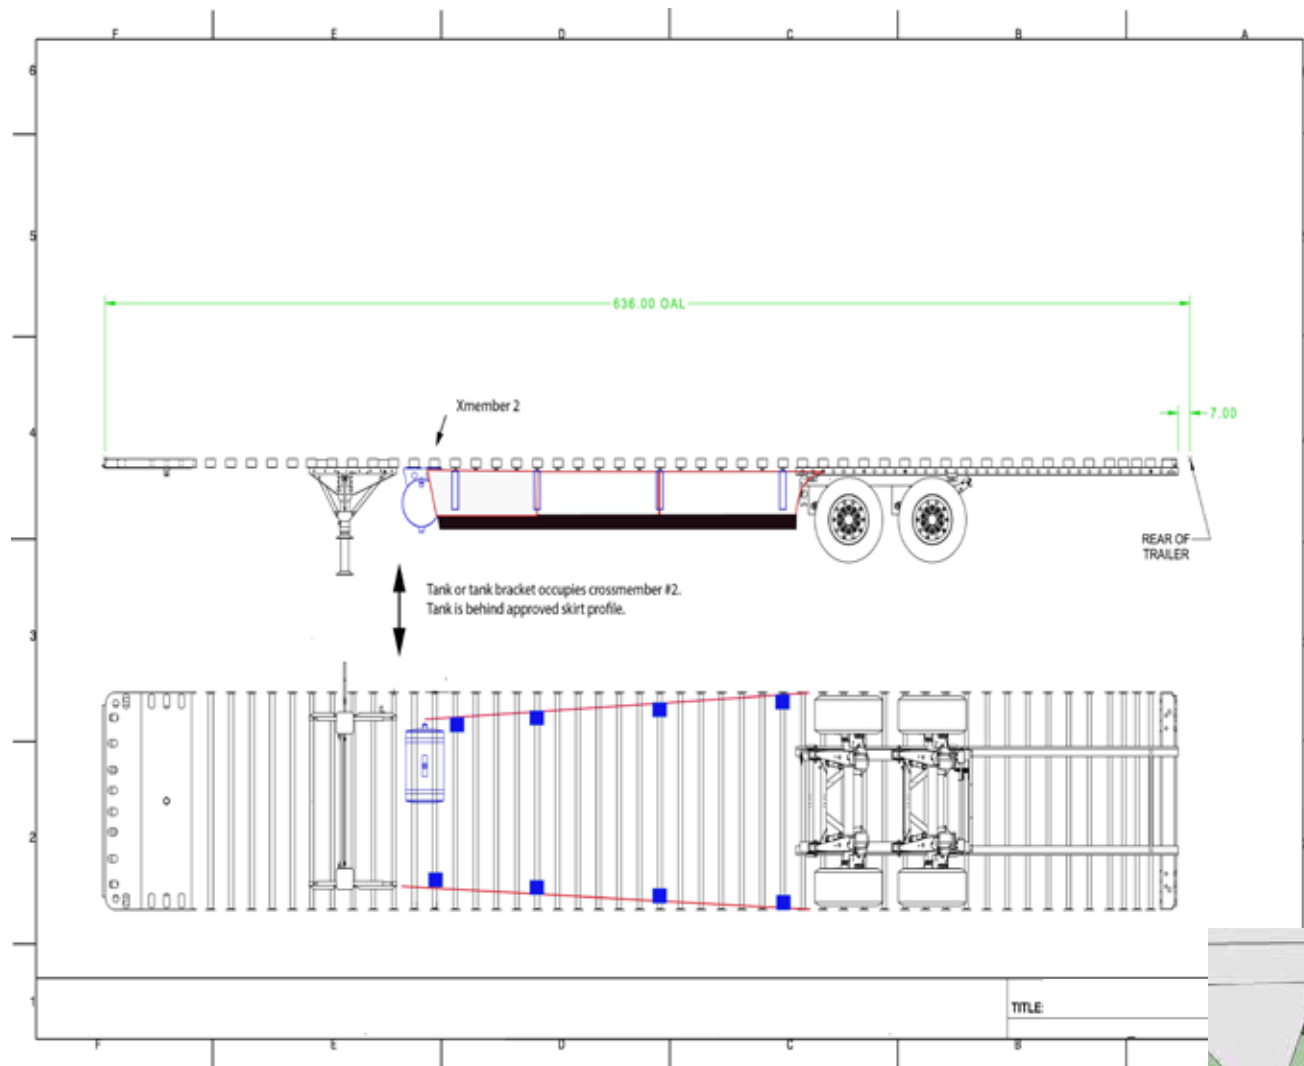 F E D C B A
6
5
636.00 OAL
Xmember 2
7.00
4
REAR OF
TRAILER
Tank or tank bracket occupies crossmember #2.
Tank is behind approved skirt profile.
3
2
1
TITLE:
F E D C B